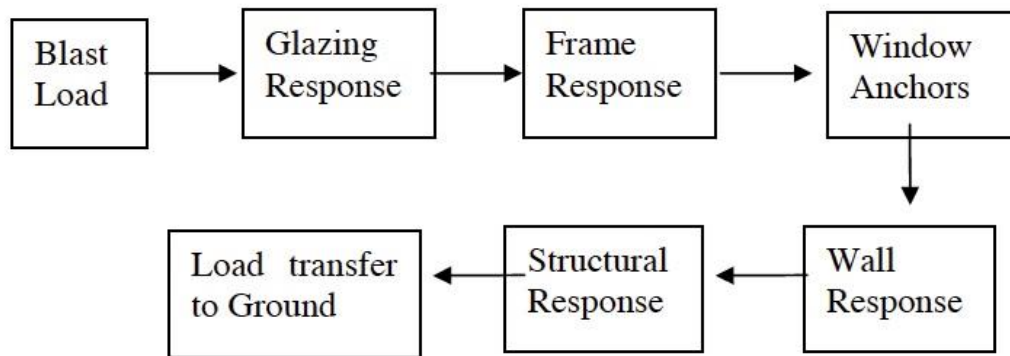 Blast
Load
Glazing
Response
Frame
Response
Window
Anchors
Wall
Response
Structural
Response
Load transfer
to Ground